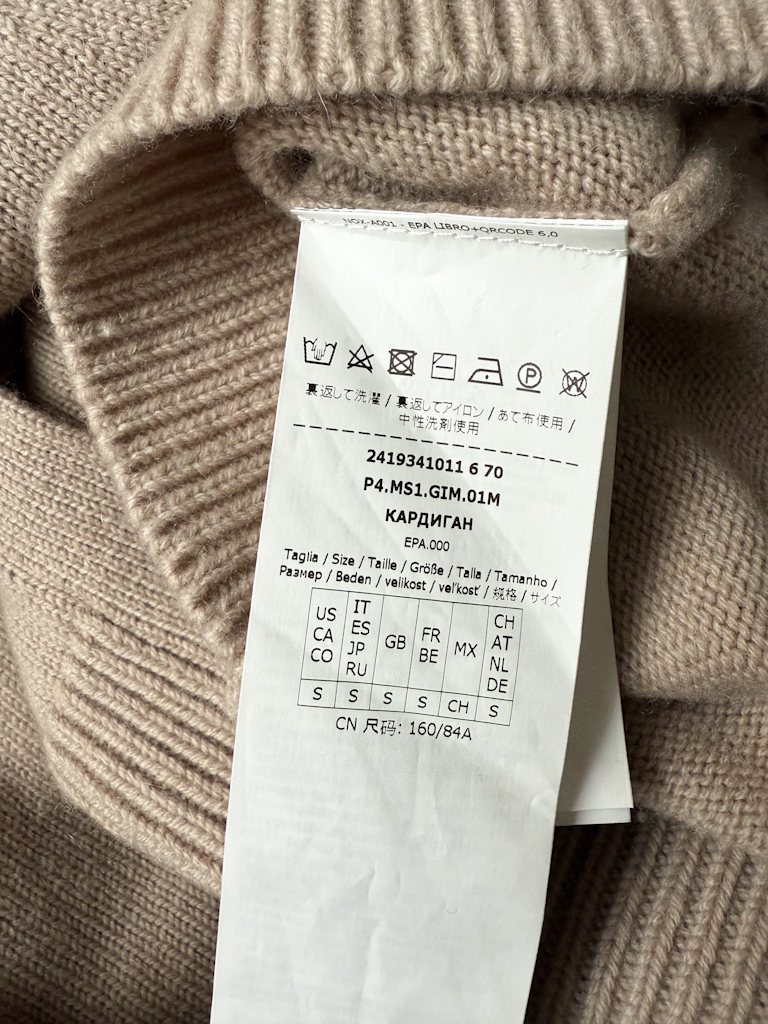 NOX-A001 - EPA LIBRO+QRCODE 6,0
裏返して洗濯 / 裏返してアイロン / あて布使用 /
中性洗剤使用
2419341011 6 70
P4.MS1.GIM.01M
КАРДИГАН
EPA.000
Taglia / Size / Taille / Größe / Talla / Tamanho /
Размер / Beden / velikost / veľkosť / 規格 / サイズ
US CA CO IT ES JP RU GB FR BE MX CH AT NL DE
S S S S CH S
CN 尺码: 160/84A